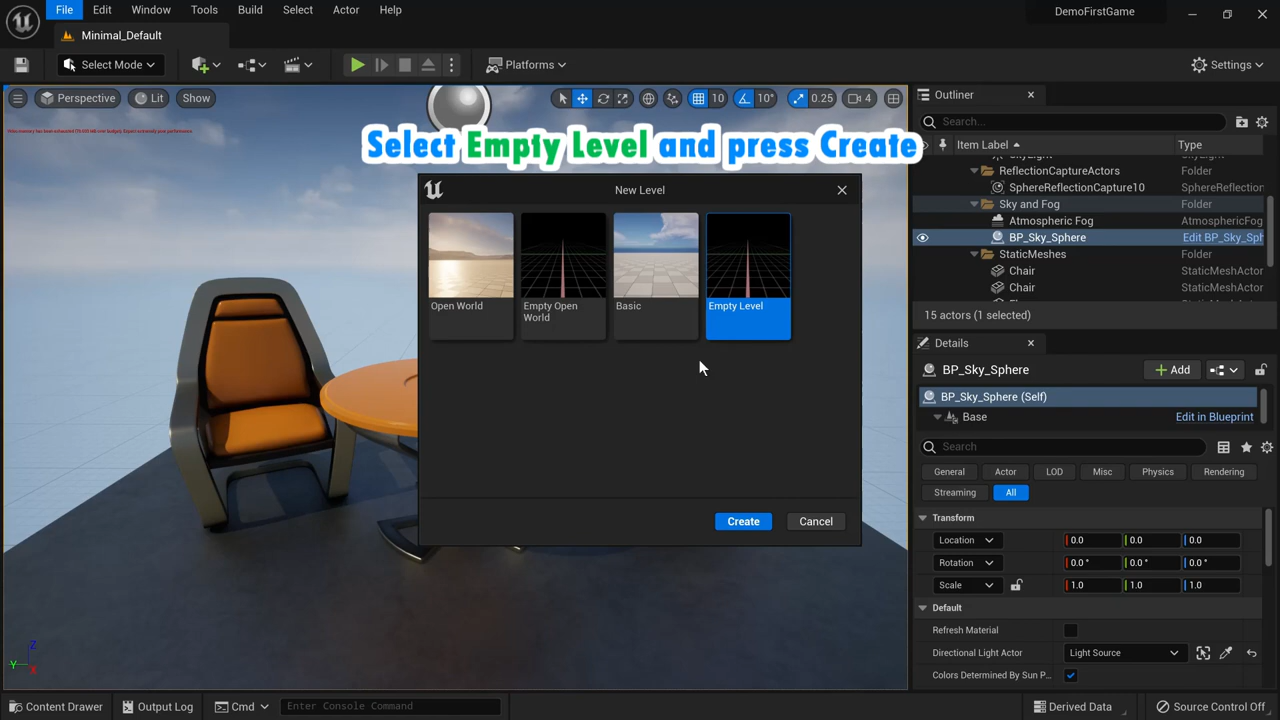 File Edit Window Tools Build Select Actor Help
DemoFirstGame
Minimal_Default
Select Mode
Platforms
Settings
Perspective
Lit
Show
10
10°
0.25
4
Select Empty Level and press Create
New Level
Open World
Empty Open
World
Basic
Empty Level
Create
Cancel
Outliner
Search...
Item Label
Type
SkyLight
ReflectionCaptureActors Folder
SphereReflectionCapture10 SphereReflection
Sky and Fog Folder
Atmospheric Fog AtmosphericFog
BP_Sky_Sphere Edit BP_Sky_Sph
StaticMeshes Folder
Chair StaticMeshActor
Chair StaticMeshActor
15 actors (1 selected)
Details
BP_Sky_Sphere
Add
BP_Sky_Sphere (Self)
Base Edit in Blueprint
Search
General Actor LOD Misc Physics Rendering
Streaming All
Transform
Location 0.0 0.0 0.0
Rotation 0.0 ° 0.0 ° 0.0 °
Scale 1.0 1.0 1.0
Default
Refresh Material
Directional Light Actor Light Source
Colors Determined By Sun P...
Z
Y
X
Content Drawer
Output Log
Cmd
Enter Console Command
Derived Data
Source Control Off